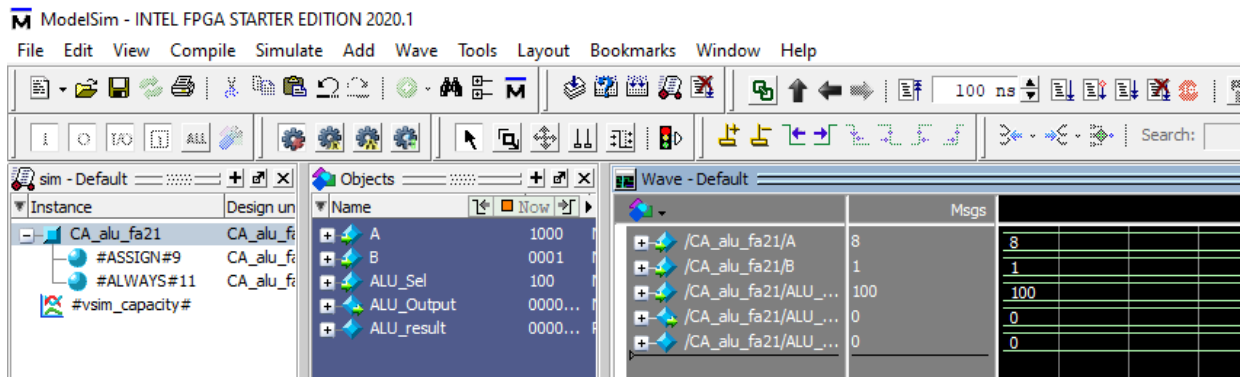 ModelSim - INTEL FPGA STARTER EDITION 2020.1
File Edit View Compile Simulate Add Wave Tools Layout Bookmarks Window Help
100 ns
I O I/O ALL Search:
sim - Default
Instance Design un
CA_alu_fa21 CA_alu_fa
#ASSIGN#9 CA_alu_fa
#ALWAYS#11 CA_alu_fa
#vsim_capacity#
Objects
Name Now
A 1000
B 0001
ALU_Sel 100
ALU_Output 0000...
ALU_result 0000...
Wave - Default
Msgs
/CA_alu_fa21/A 8 8
/CA_alu_fa21/B 1 1
/CA_alu_fa21/ALU_... 100 100
/CA_alu_fa21/ALU_... 0 0
/CA_alu_fa21/ALU_... 0 0